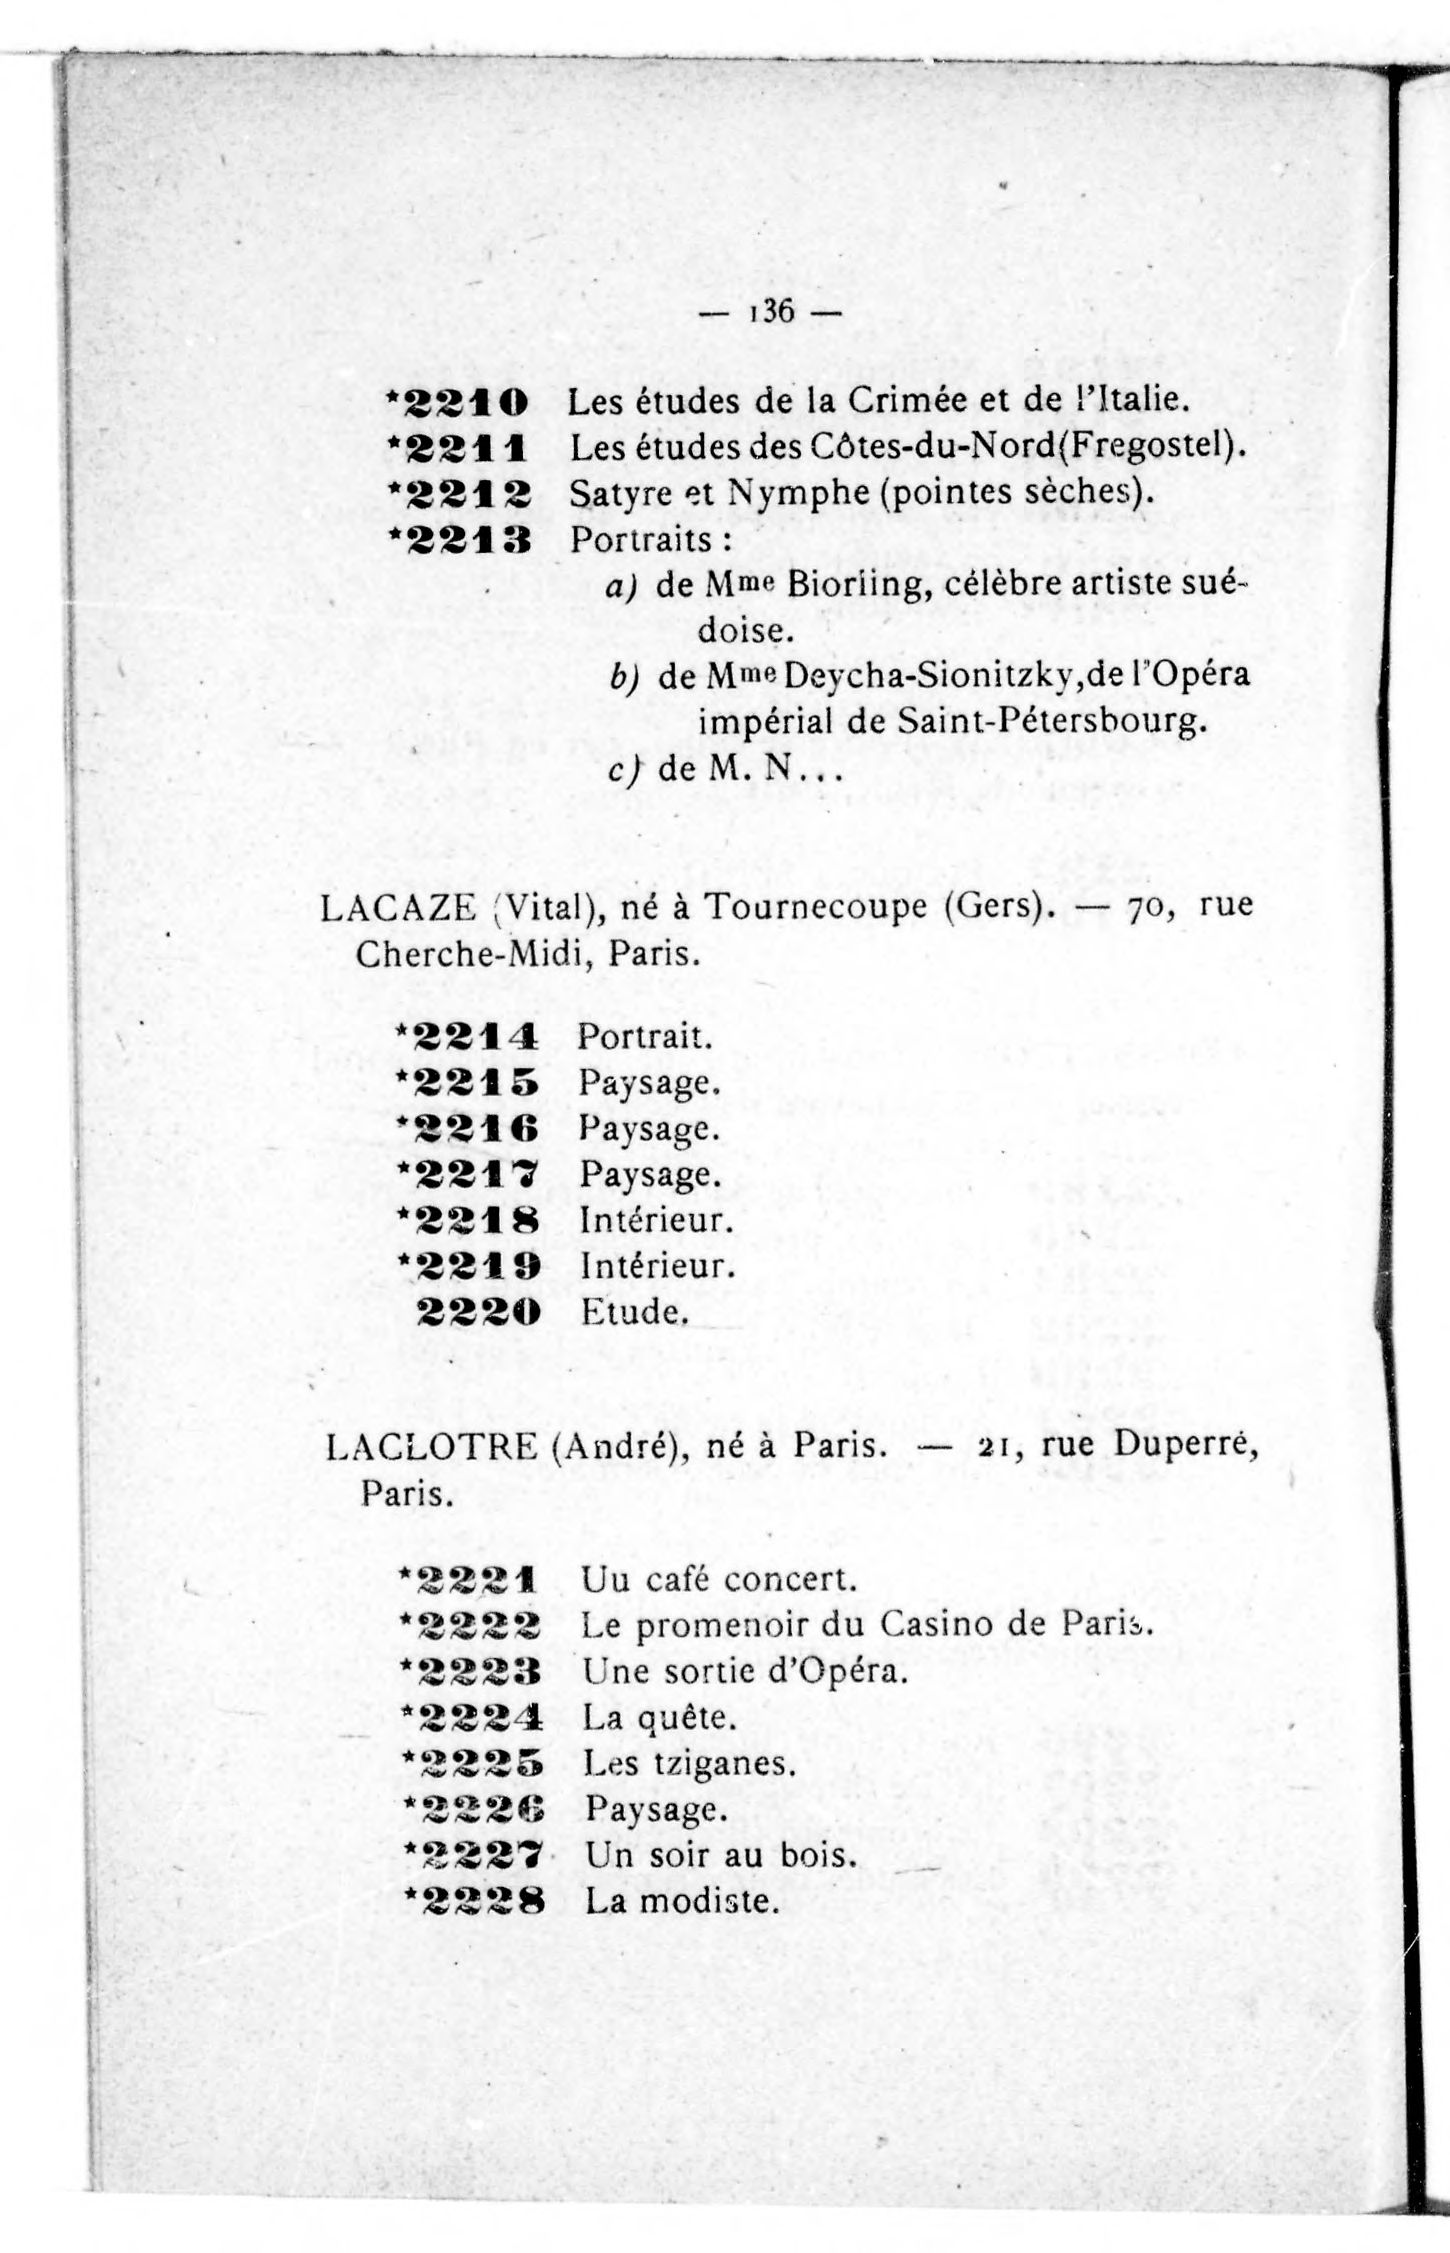 — 136 —
*2210 Les études de la Crimée et de l'Italie.
*2211 Les études des Côtes-du-Nord(Fregostel).
*2212 Satyre et Nymphe (pointes sèches).
*2213 Portraits :
a) de Mme Biorling, célèbre artiste sué-
doise.
b) de Mme Deycha-Sionitzky,de l'Opéra
impérial de Saint-Pétersbourg.
c) de M. N...
LACAZE (Vital), né à Tournecoupe (Gers). — 70, rue
Cherche-Midi, Paris.
*2214 Portrait.
*2215 Paysage.
*2216 Paysage.
*2217 Paysage.
*2218 Intérieur.
*2219 Intérieur.
2220 Etude.
LACLOTRE (André), né à Paris. — 21, rue Duperré,
Paris.
*2221 Uu café concert.
*2222 Le promenoir du Casino de Paris.
*2223 Une sortie d'Opéra.
*2224 La quête.
*2225 Les tziganes.
*2226 Paysage.
*2227 Un soir au bois.
*2228 La modiste.